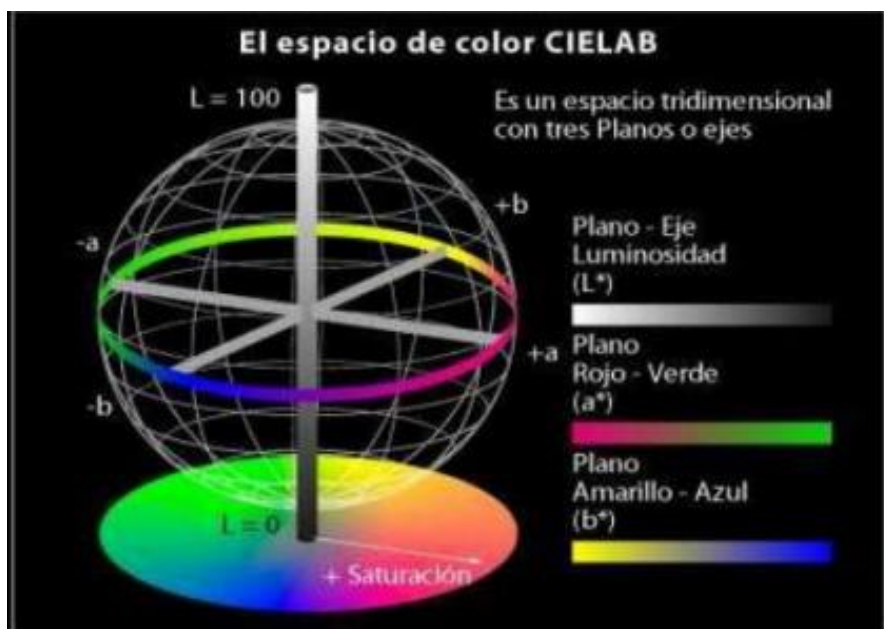 El espacio de color CIELAB
L = 100
Es un espacio tridimensional
con tres Planos o ejes
+b
-a
Plano - Eje
Luminosidad
(L*)
+a
Plano
Rojo - Verde
(a*)
-b
Plano
Amarillo - Azul
(b*)
L = 0
+ Saturación